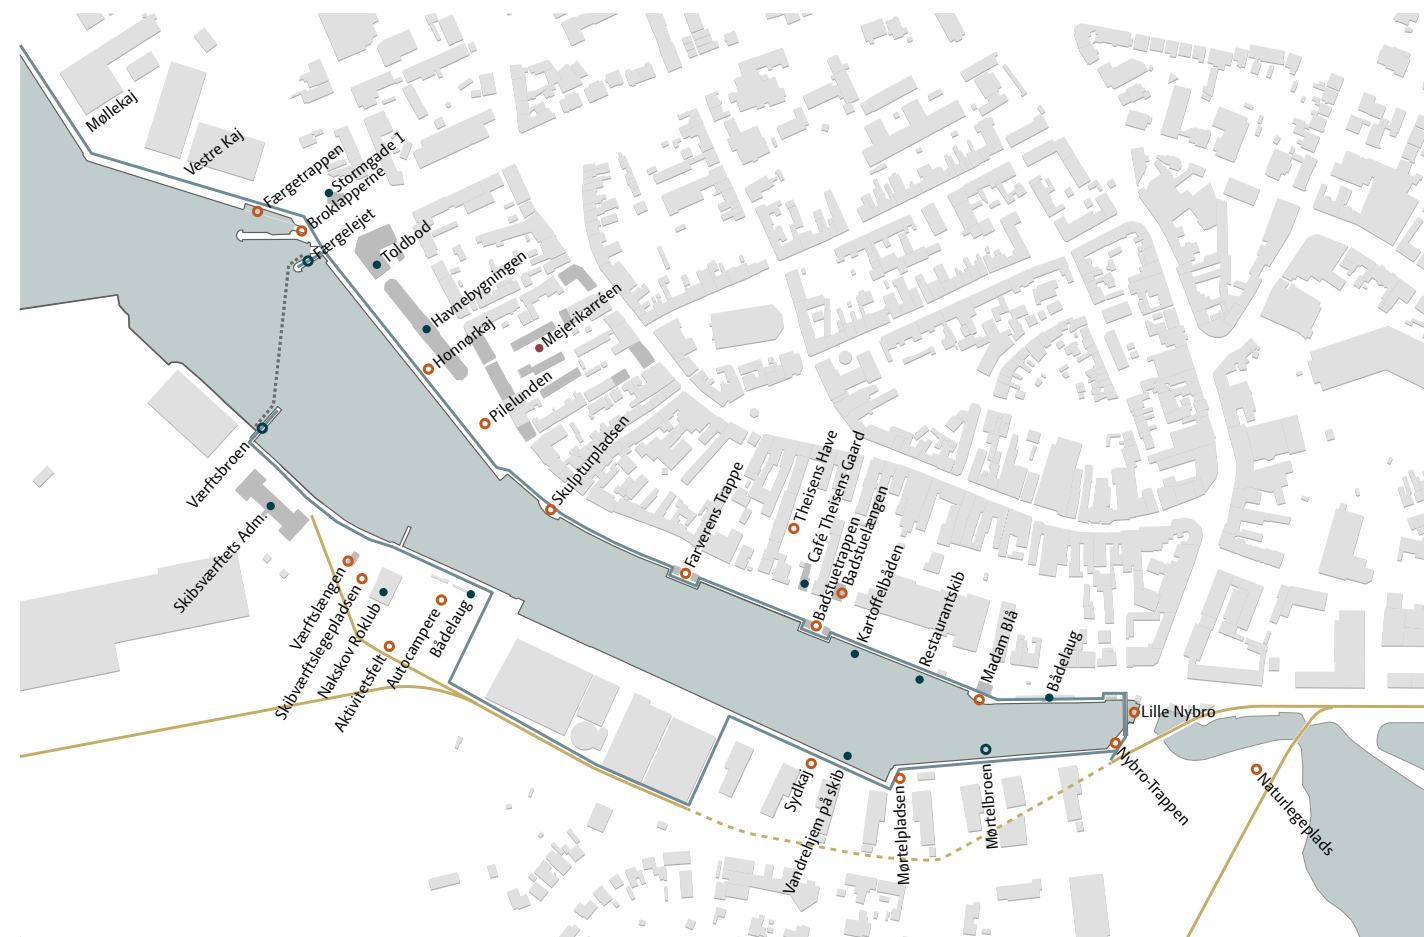 Møllekaj
Vestre Kaj
Færgetrappen
Stormgade 1
Broklapperne
Færgelejet
Toldbod
Havnebygningen
Honnørkaj
Mejerikarréen
Pilelunden
Skulpturpladsen
Værftsbroen
Skibsværftets Adm.
Værftslængen
Skibværftslegepladsen
Nakskov Roklub
Aktivitetsfelt
Autocampere
Bådelaug
Farverens Trappe
Theisens Have
Café Theisens Gaard
Badstuetrappen
Badstuelængen
Kartoffelbåden
Restaurantskib
Madam Blå
Bådelaug
Lille Nybro
Nybro-Trappen
Naturlegeplads
Sydkaj
Vandrehjem på skib
Mørtelpladsen
Mørtelbroen